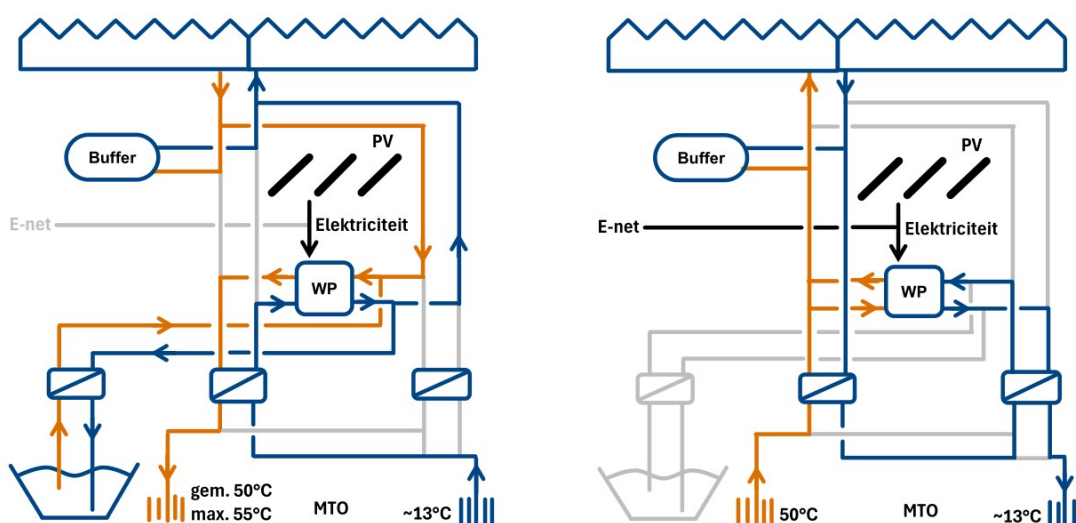 PV
Buffer
E-net
Elektriciteit
WP
gem. 50°C
max. 55°C
MTO
~13°C
PV
Buffer
E-net
Elektriciteit
WP
50°C
MTO
~13°C